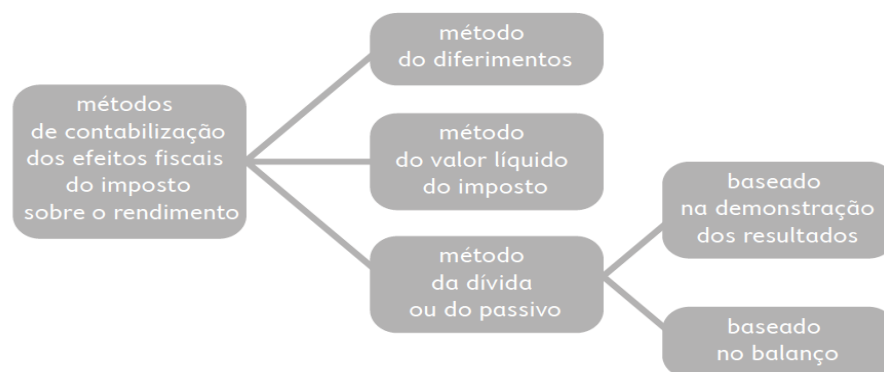 métodos
de contabilização
dos efeitos fiscais
do imposto
sobre o rendimento
método
do diferimentos
método
do valor líquido
do imposto
método
da dívida
ou do passivo
baseado
na demonstração
dos resultados
baseado
no balanço